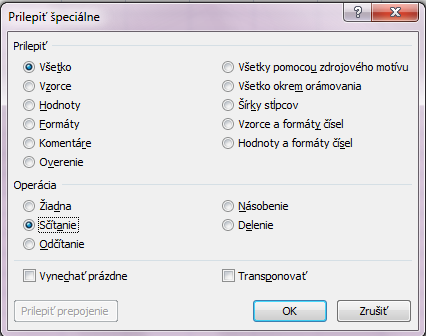 Prilepiť špeciálne
Prilepiť
Všetko
Všetky pomocou zdrojového motívu
Vzorce
Všetko okrem orámovania
Hodnoty
Šírky stĺpcov
Formáty
Vzorce a formáty čísel
Komentáre
Hodnoty a formáty čísel
Overenie
Operácia
Žiadna
Násobenie
Sčítanie
Delenie
Odčítanie
Vynechať prázdne
Transponovať
Prilepiť prepojenie
OK
Zrušiť